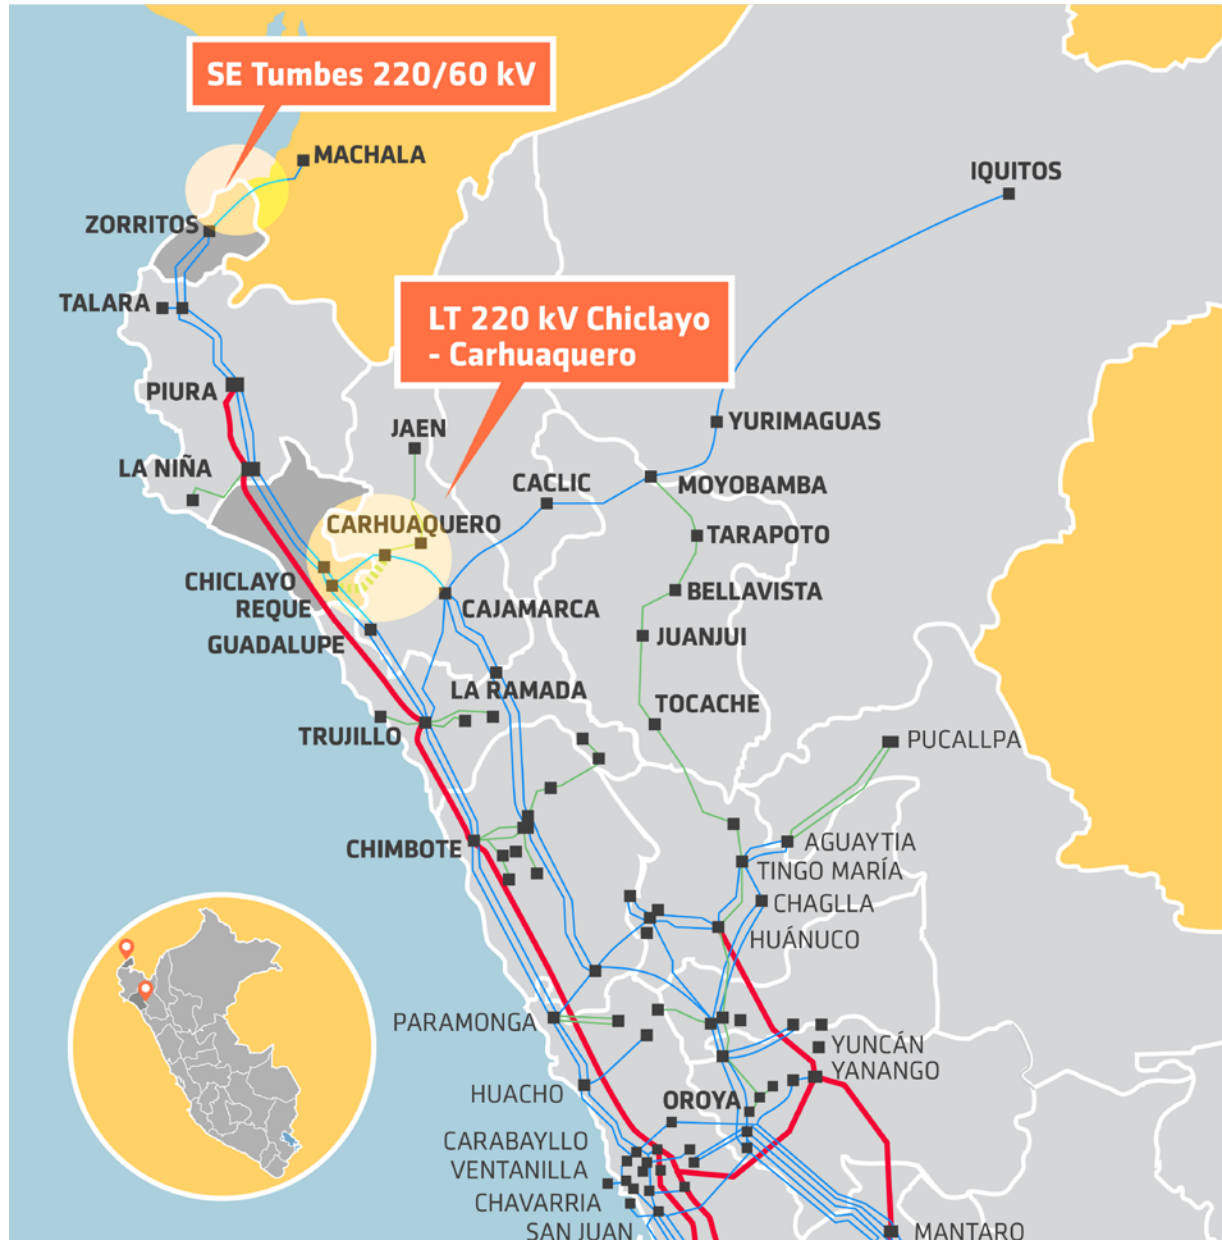 SE Tumbes 220/60 kV
MACHALA
IQUITOS
ZORRITOS
TALARA
LT 220 kV Chiclayo
- Carhuaquero
PIURA
JAEN
YURIMAGUAS
LA NIÑA
CACLIC
MOYOBAMBA
CARHUAQUERO
TARAPOTO
CHICLAYO
BELLAVISTA
REQUE
CAJAMARCA
GUADALUPE
JUANJUI
LA RAMADA
TOCACHE
TRUJILLO
PUCALLPA
CHIMBOTE
AGUAYTIA
TINGO MARÍA
CHAGLLA
HUÁNUCO
PARAMONGA
YUNCÁN
YANANGO
HUACHO
OROYA
CARABAYLLO
VENTANILLA
CHAVARRIA
SAN JUAN
MANTARO